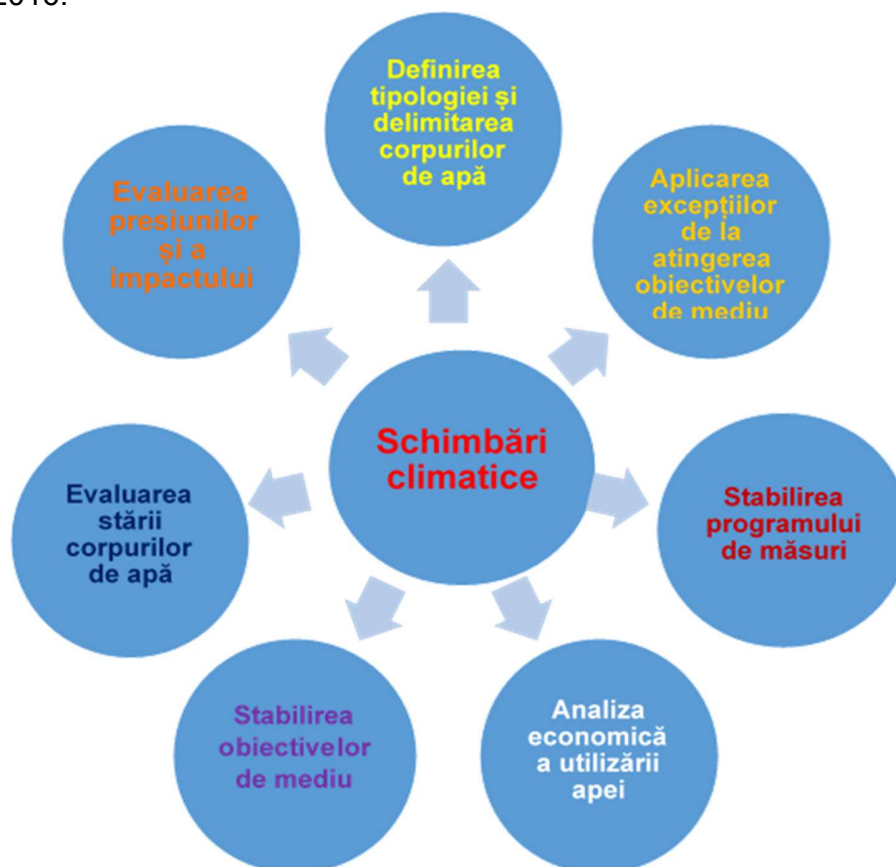 2016.
Definirea
tipologiei și
delimitarea
corpurilor
de apă
Evaluarea
presiunilor
și a
impactului
Aplicarea
excepțiilor
de la
atingerea
obiectivelor
de mediu
Schimbări
climatice
Evaluarea
stării
corpurilor
de apă
Stabilirea
programului
de măsuri
Stabilirea
obiectivelor
de mediu
Analiza
economică
a utilizării
apei